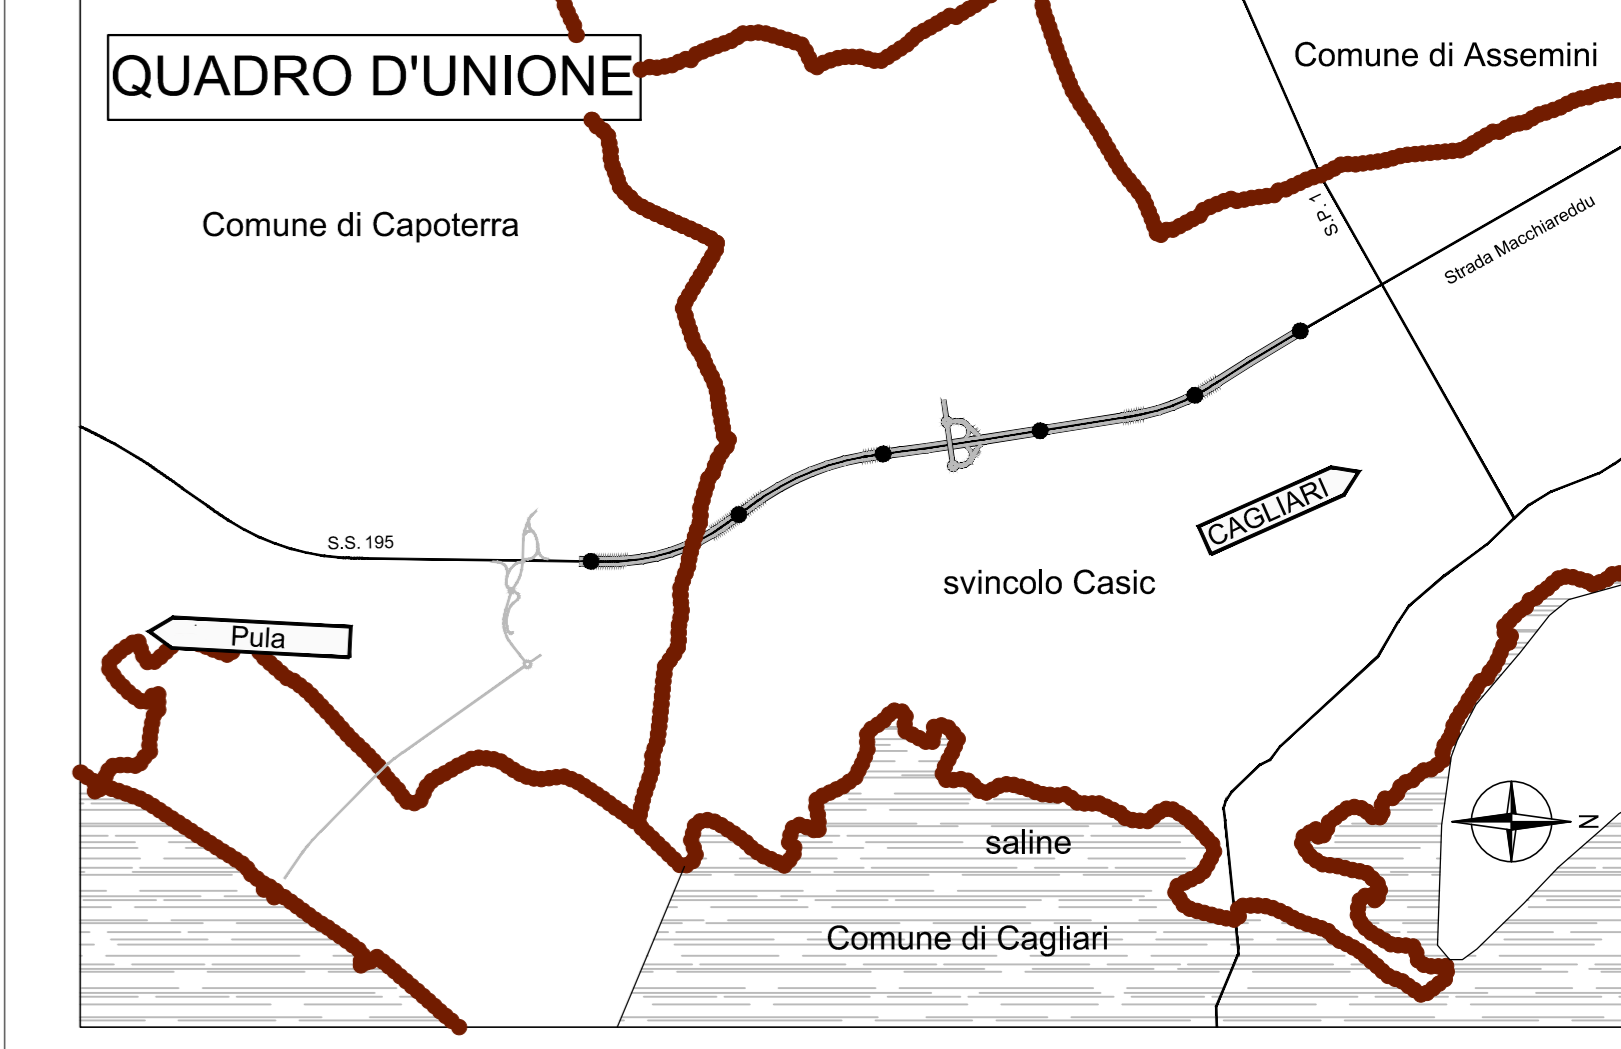 QUADRO D'UNIONE
Comune di Assemini
Comune di Capoterra
S.P. 1
Strada Macchiareddu
CAGLIARI
S.S. 195
svincolo Casic
Pula
saline
N
Comune di Cagliari